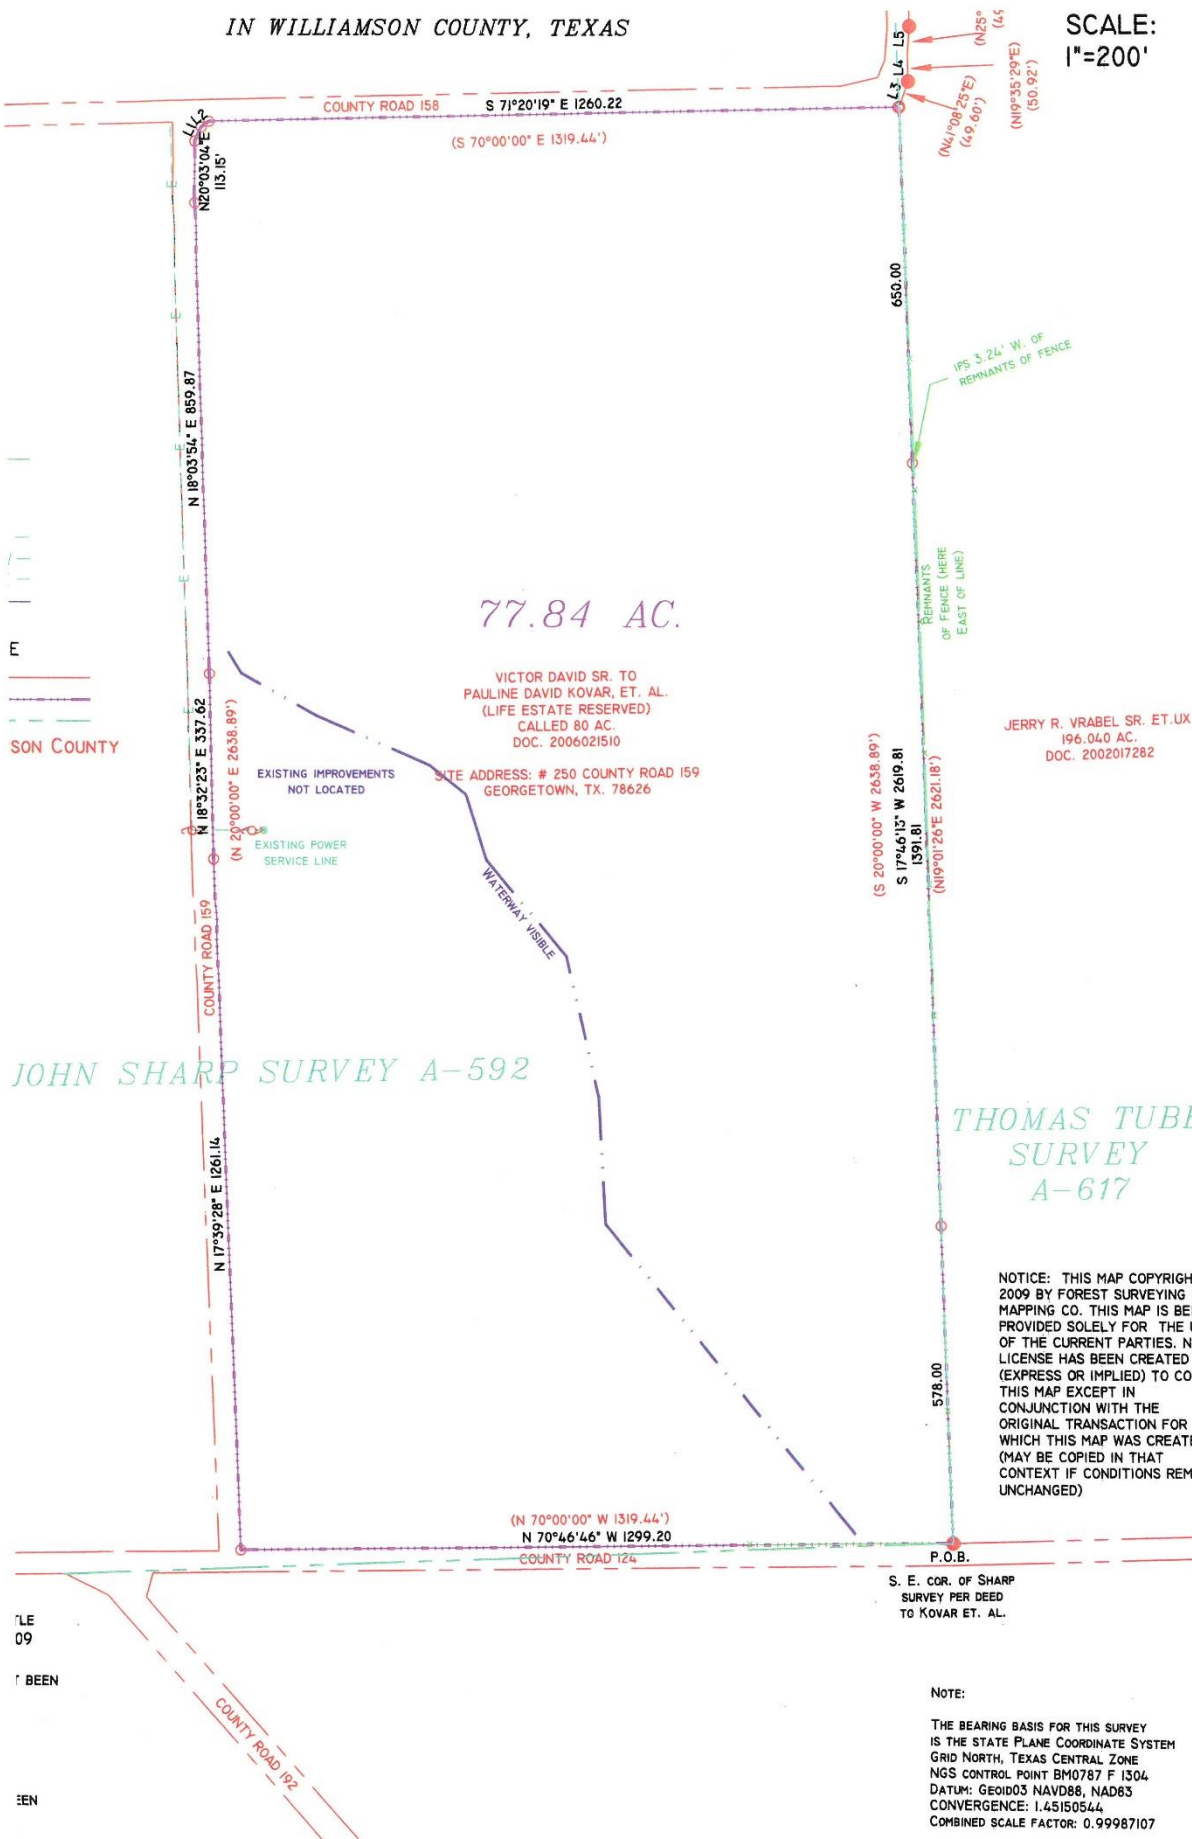 IN WILLIAMSON COUNTY, TEXAS
SCALE:
1"=200'
L5
L4
L3
(N25°
(49
(N19°35'29"E)
(50.92')
(N41°08'25"E)
(49.60')
COUNTY ROAD 158
S 71°20'19" E 1260.22
(S 70°00'00" E 1319.44')
L1
L2
N20°03'04"E
113.15'
E
E
E
E
E
650.00
IPS 3.24' W. OF
REMNANTS OF FENCE
N 18°03'54" E 859.87
REMNANTS
OF FENCE (HERE
EAST OF LINE)
77.84 AC.
E
SON COUNTY
VICTOR DAVID SR. TO
PAULINE DAVID KOVAR, ET. AL.
(LIFE ESTATE RESERVED)
CALLED 80 AC.
DOC. 2006021510
SITE ADDRESS: # 250 COUNTY ROAD 159
GEORGETOWN, TX. 78626
JERRY R. VRABEL SR. ET.UX
196.040 AC.
DOC. 2002017282
N 18°32'23" E 337.62
(N 20°00'00" E 2638.89')
EXISTING IMPROVEMENTS
NOT LOCATED
EXISTING POWER
SERVICE LINE
(S 20°00'00" W 2638.89')
S 17°46'13" W 2619.81
1391.81
(N19°01'26"E 2621.18')
WATERWAY VISIBLE
COUNTY ROAD 159
JOHN SHARP SURVEY A-592
THOMAS TUBB
SURVEY
A-617
N 17°39'28" E 1261.14
NOTICE: THIS MAP COPYRIGH
2009 BY FOREST SURVEYING
MAPPING CO. THIS MAP IS BE
PROVIDED SOLELY FOR THE U
OF THE CURRENT PARTIES. N
LICENSE HAS BEEN CREATED
(EXPRESS OR IMPLIED) TO CO
THIS MAP EXCEPT IN
CONJUNCTION WITH THE
ORIGINAL TRANSACTION FOR
WHICH THIS MAP WAS CREATE
(MAY BE COPIED IN THAT
CONTEXT IF CONDITIONS REM
UNCHANGED)
578.00
(N 70°00'00" W 1319.44')
N 70°46'46" W 1299.20
COUNTY ROAD 124
P.O.B.
S. E. COR. OF SHARP
SURVEY PER DEED
TO KOVAR ET. AL.
TLE
09
T BEEN
EEN
COUNTY ROAD 192
NOTE:
THE BEARING BASIS FOR THIS SURVEY
IS THE STATE PLANE COORDINATE SYSTEM
GRID NORTH, TEXAS CENTRAL ZONE
NGS CONTROL POINT BM0787 F 1304
DATUM: GEOID03 NAVD88, NAD83
CONVERGENCE: 1.45150544
COMBINED SCALE FACTOR: 0.99987107